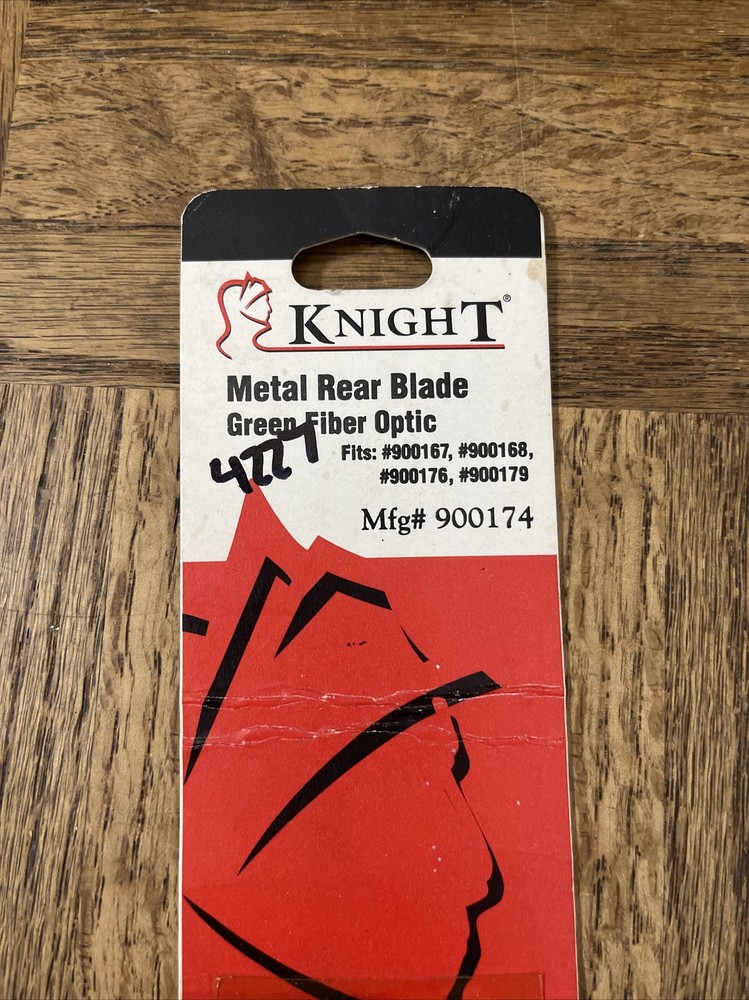 KNIGHT®
Metal Rear Blade
Green Fiber Optic
4227
Fits: #900167, #900168,
#900176, #900179
Mfg# 900174